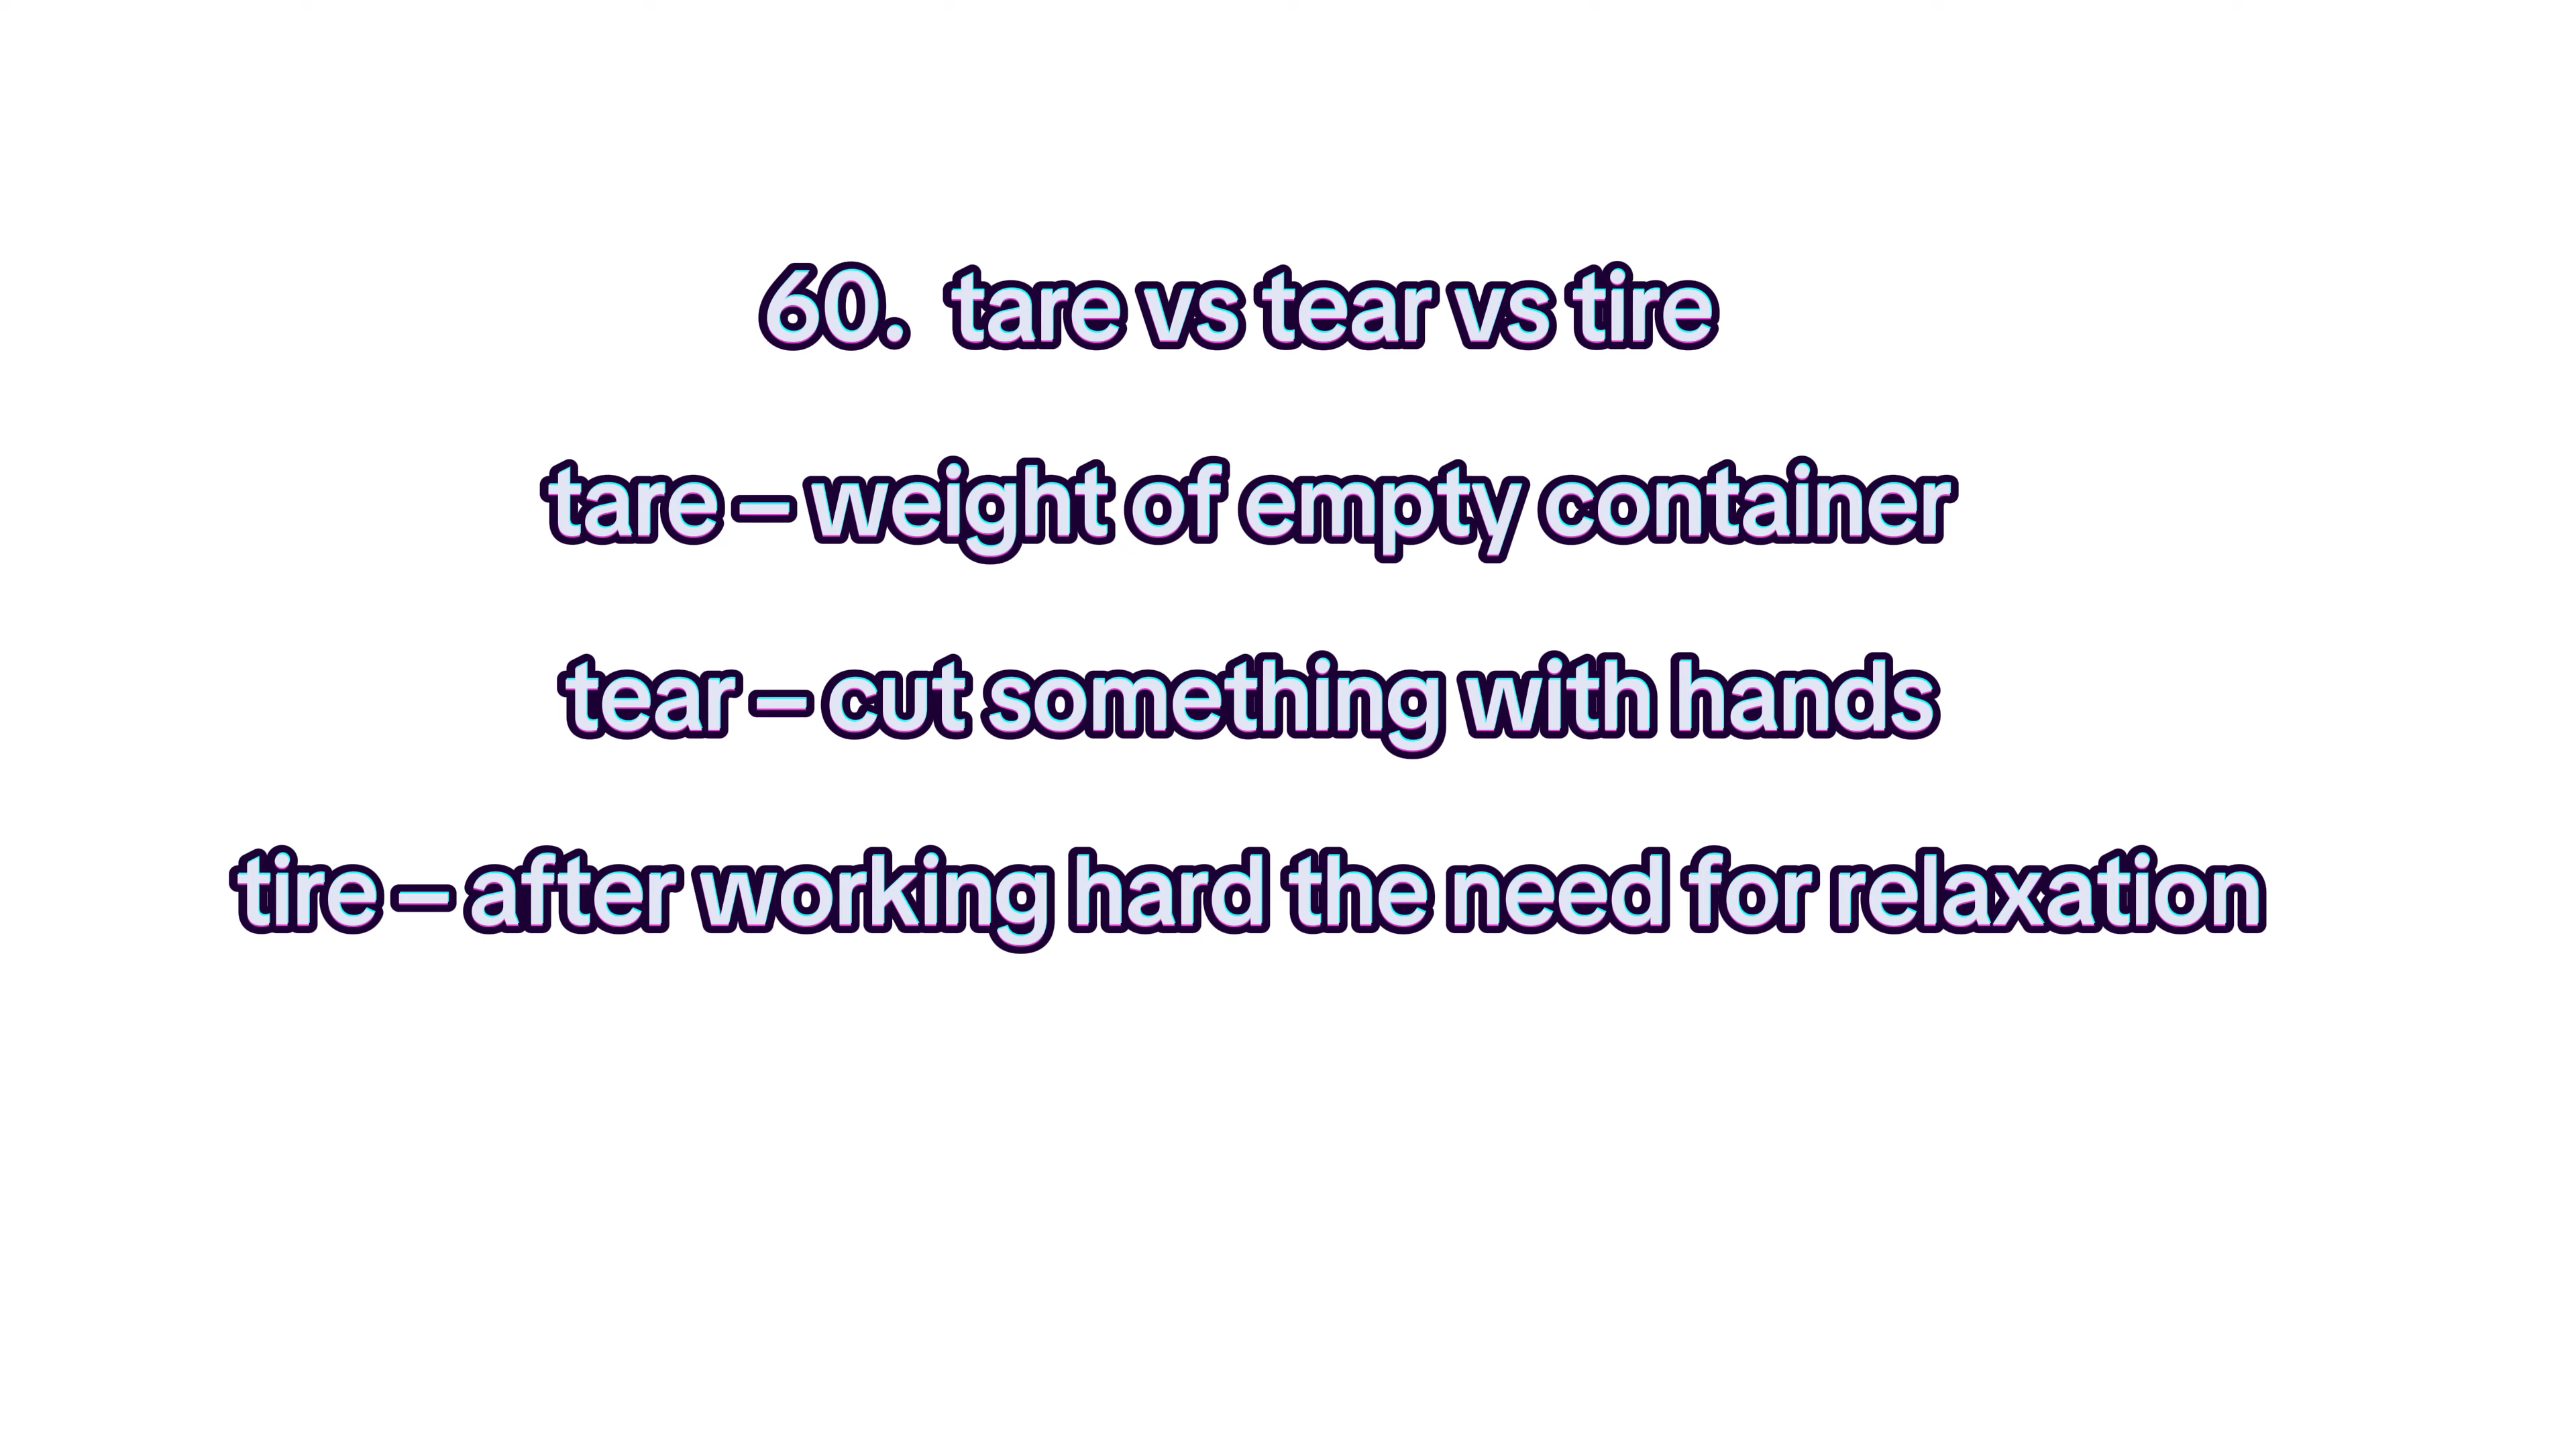 60. tare vs tear vs tire
tare – weight of empty container
tear – cut something with hands
tire – after working hard the need for relaxation